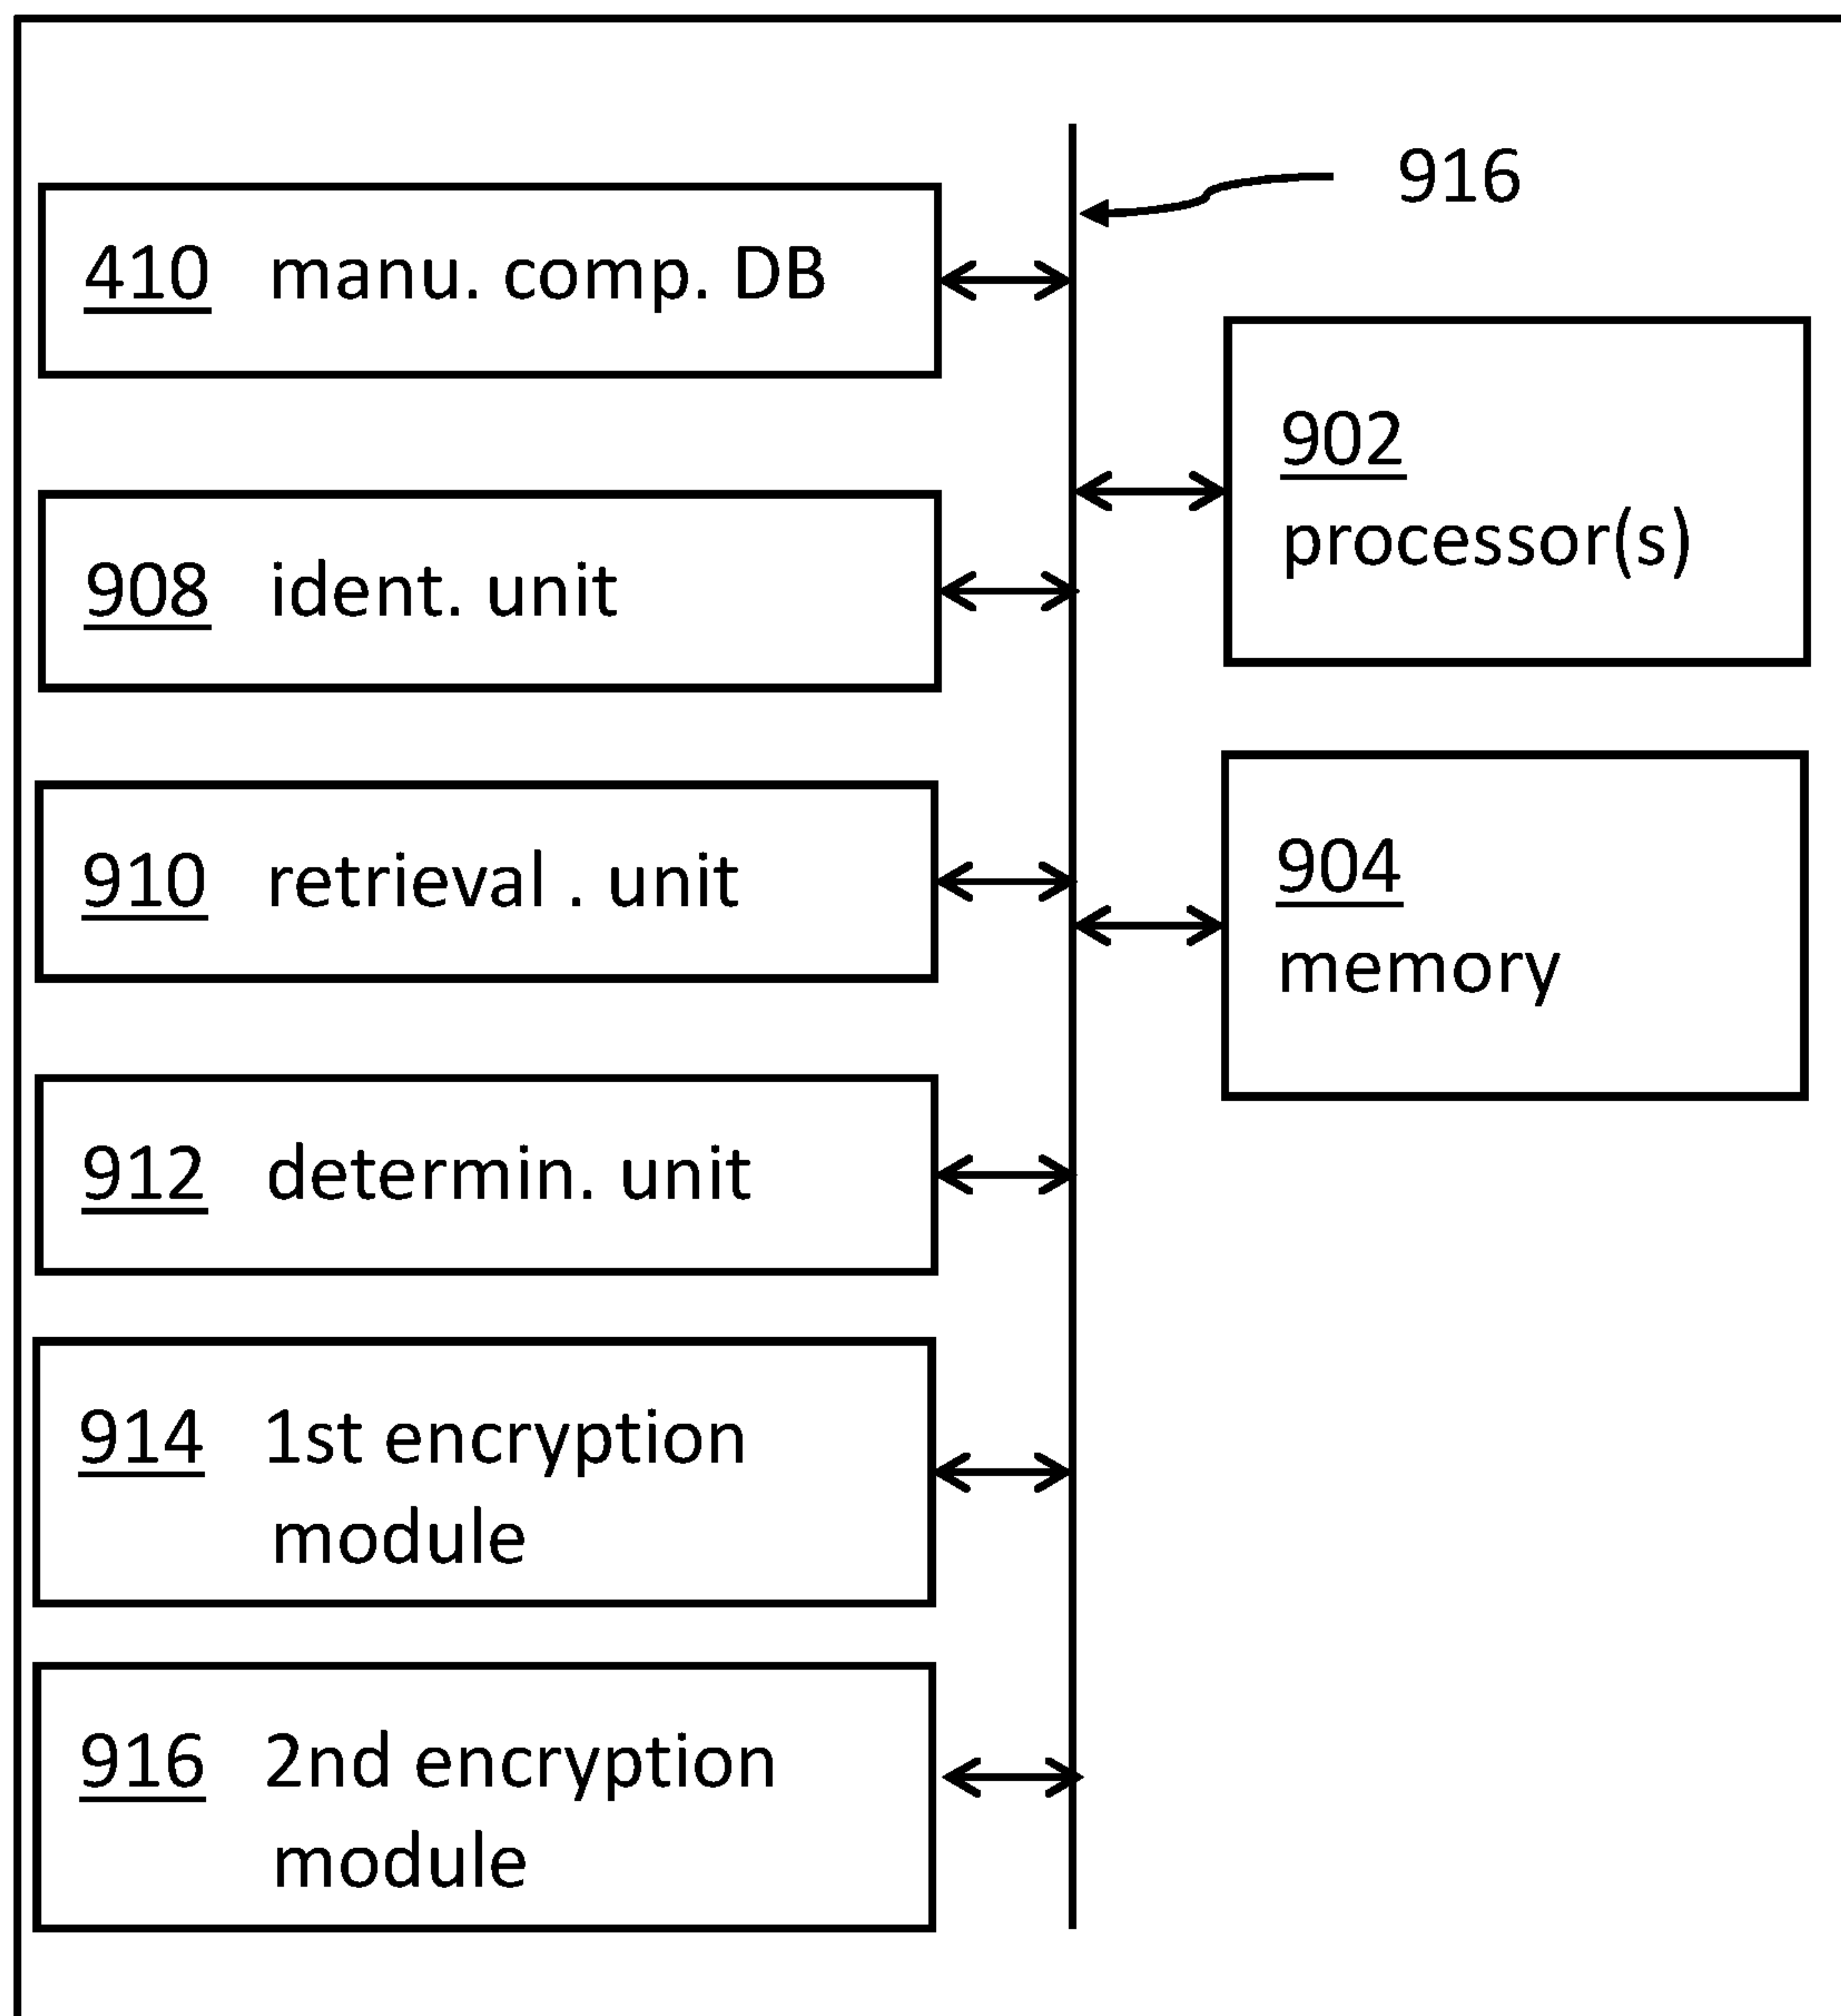 916
410 manu. comp. DB
902
processor(s)
908 ident. unit
910 retrieval . unit
904
memory
912 determin. unit
914 1st encryption
module
916 2nd encryption
module